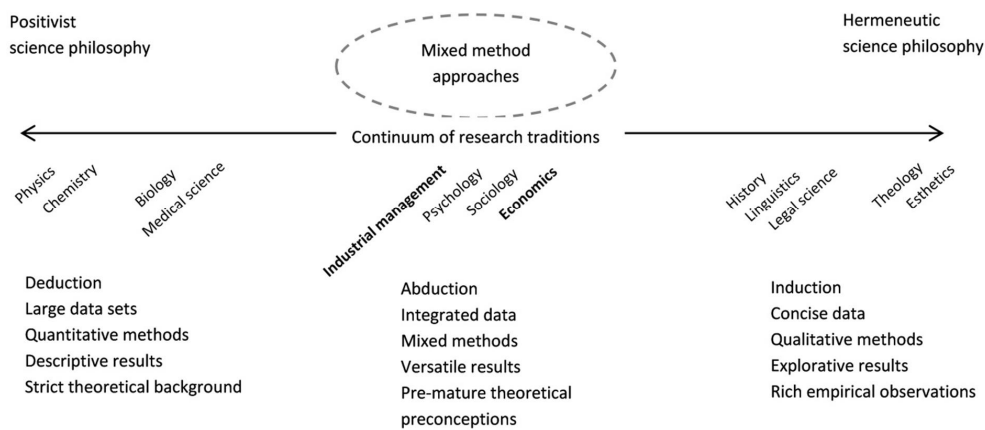 Positivist
science philosophy
Mixed method
approaches
Hermeneutic
science philosophy
Continuum of research traditions
Physics
Chemistry
Biology
Medical science
Industrial management
Psychology
Sociology
Economics
History
Linguistics
Legal science
Theology
Esthetics
Deduction
Large data sets
Quantitative methods
Descriptive results
Strict theoretical background
Abduction
Integrated data
Mixed methods
Versatile results
Pre-mature theoretical
preconceptions
Induction
Concise data
Qualitative methods
Explorative results
Rich empirical observations